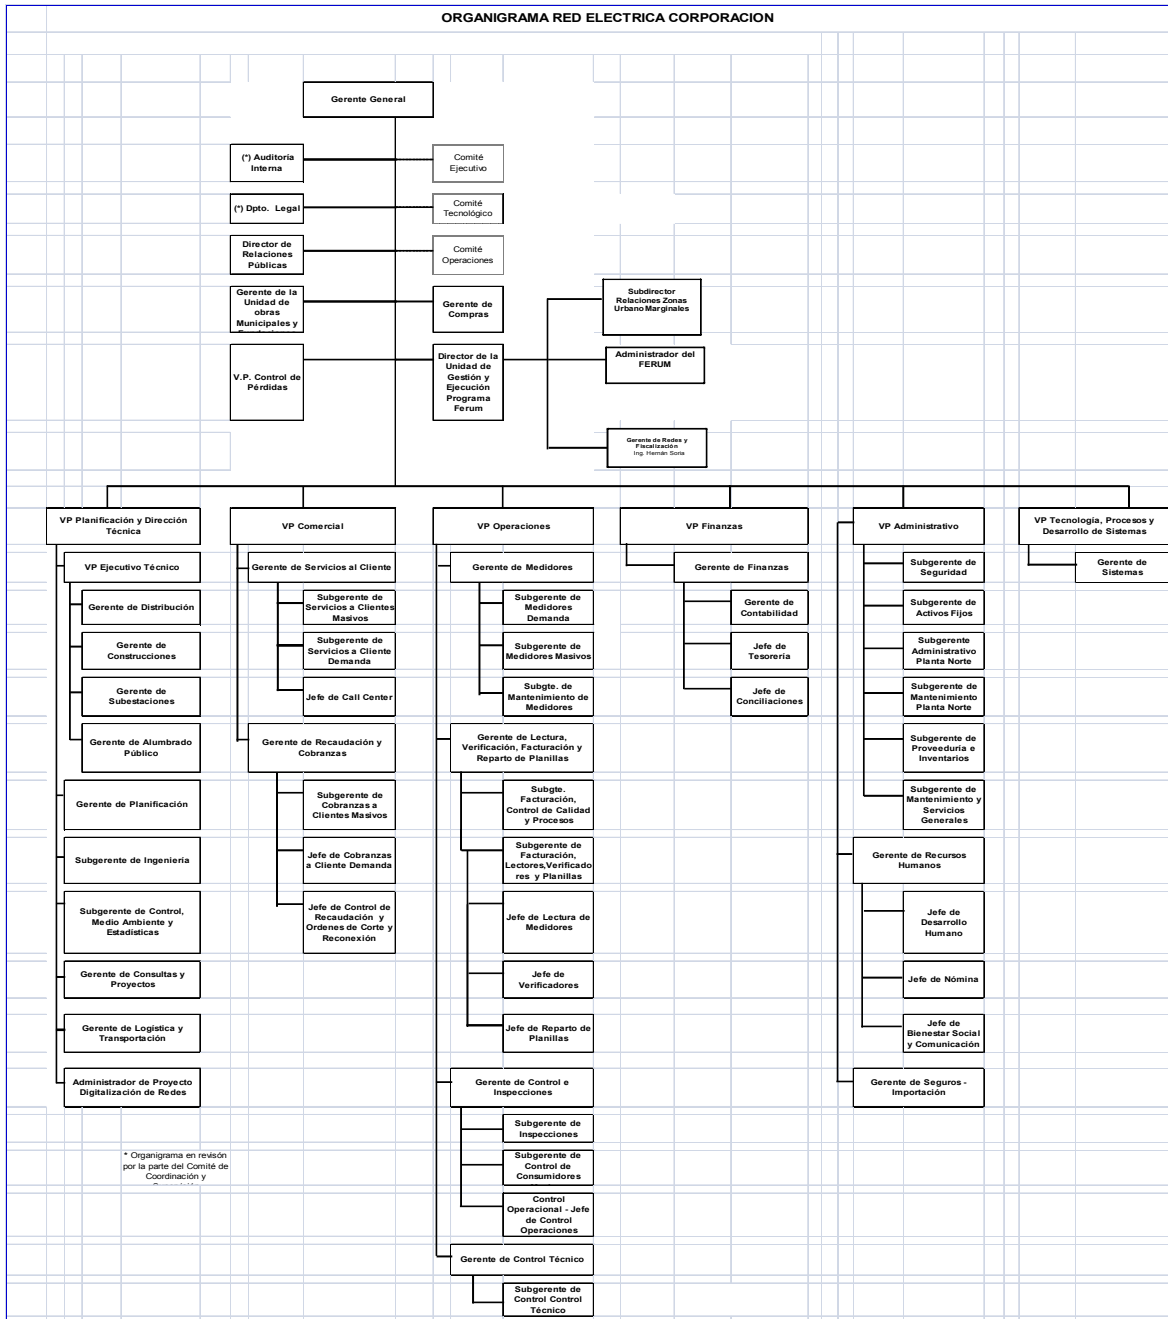 ORGANIGRAMA RED ELECTRICA CORPORACION
Gerente General
(*) Auditoría
Interna
Comité
Ejecutivo
(*) Dpto. Legal
Comité
Tecnológico
Director de
Relaciones
Públicas
Comité
Operaciones
Gerente de la
Unidad de
obras
Municipales y
Gerente de
Compras
Subdirector
Relaciones Zonas
Urbano Marginales
V.P. Control de
Pérdidas
Director de la
Unidad de
Gestión y
Ejecución
Programa
Ferum
Administrador del
FERUM
Gerente de Redes y
Fiscalización
Ing. Hernán Soria
VP Planificación y Dirección
Técnica
VP Ejecutivo Técnico
Gerente de Distribución
Gerente de
Construcciones
Gerente de
Subestaciones
Gerente de Alumbrado
Público
Gerente de Planificación
Subgerente de Ingeniería
Subgerente de Control,
Medio Ambiente y
Estadísticas
Gerente de Consultas y
Proyectos
Gerente de Logística y
Transportación
Administrador de Proyecto
Digitalización de Redes
* Organigrama en revisón
por la parte del Comité de
Coordinación y
VP Comercial
Gerente de Servicios al Cliente
Subgerente de
Servicios a Clientes
Masivos
Subgerente de
Servicios a Cliente
Demanda
Jefe de Call Center
Gerente de Recaudación y
Cobranzas
Subgerente de
Cobranzas a
Clientes Masivos
Jefe de Cobranzas
a Cliente Demanda
Jefe de Control de
Recaudación y
Ordenes de Corte y
Reconexión
VP Operaciones
Gerente de Medidores
Subgerente de
Medidores
Demanda
Subgerente de
Medidores Masivos
Subgte. de
Mantenimiento de
Medidores
Gerente de Lectura,
Verificación, Facturación y
Reparto de Planillas
Subgte.
Facturación,
Control de Calidad
y Procesos
Subgerente de
Facturación,
Lectores,Verificado
res y Planillas
Jefe de Lectura de
Medidores
Jefe de
Verificadores
Jefe de Reparto de
Planillas
Gerente de Control e
Inspecciones
Subgerente de
Inspecciones
Subgerente de
Control de
Consumidores
Control
Operacional - Jefe
de Control
Operaciones
Gerente de Control Técnico
Subgerente de
Control Control
Técnico
VP Finanzas
Gerente de Finanzas
Gerente de
Contabilidad
Jefe de
Tesorería
Jefe de
Conciliaciones
VP Administrativo
Subgerente de
Seguridad
Subgerente de
Activos Fijos
Subgerente
Administrativo
Planta Norte
Subgerente de
Mantenimiento
Planta Norte
Subgerente de
Proveeduría e
Inventarios
Subgerente de
Mantenimiento y
Servicios
Generales
Gerente de Recursos
Humanos
Jefe de
Desarrollo
Humano
Jefe de Nómina
Jefe de
Bienestar Social
y Comunicación
Gerente de Seguros -
Importación
VP Tecnología, Procesos y
Desarrollo de Sistemas
Gerente de
Sistemas